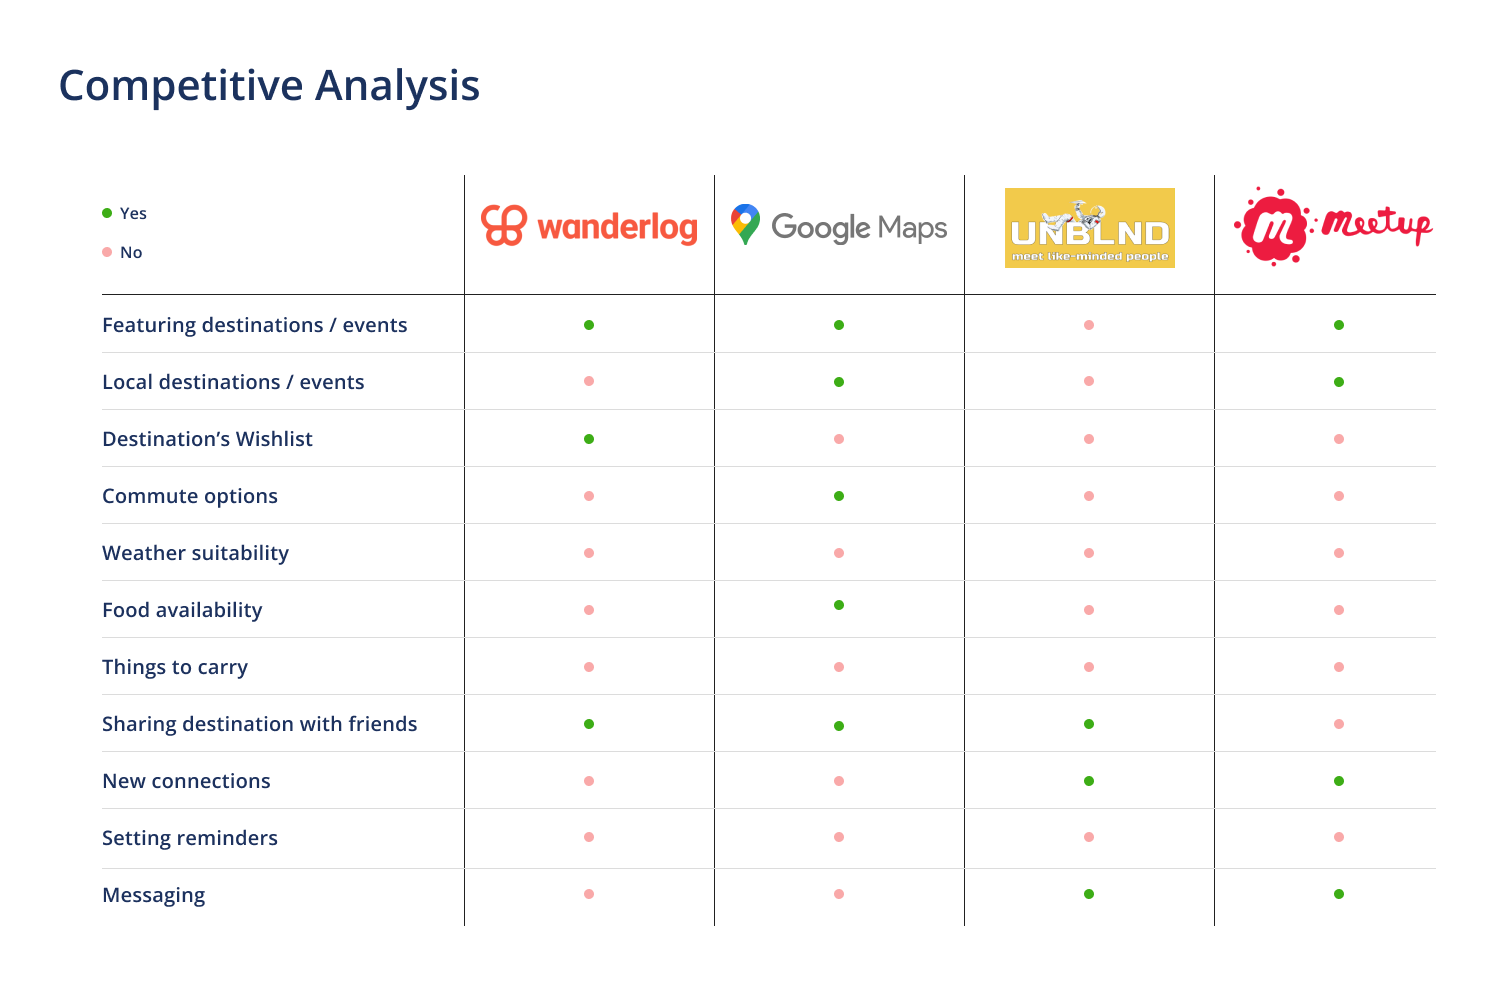 Competitive Analysis
Yes
No
wanderlog
Google Maps
UNBLND
meet like-minded people
m meetup
Featuring destinations / events
Local destinations / events
Destination’s Wishlist
Commute options
Weather suitability
Food availability
Things to carry
Sharing destination with friends
New connections
Setting reminders
Messaging